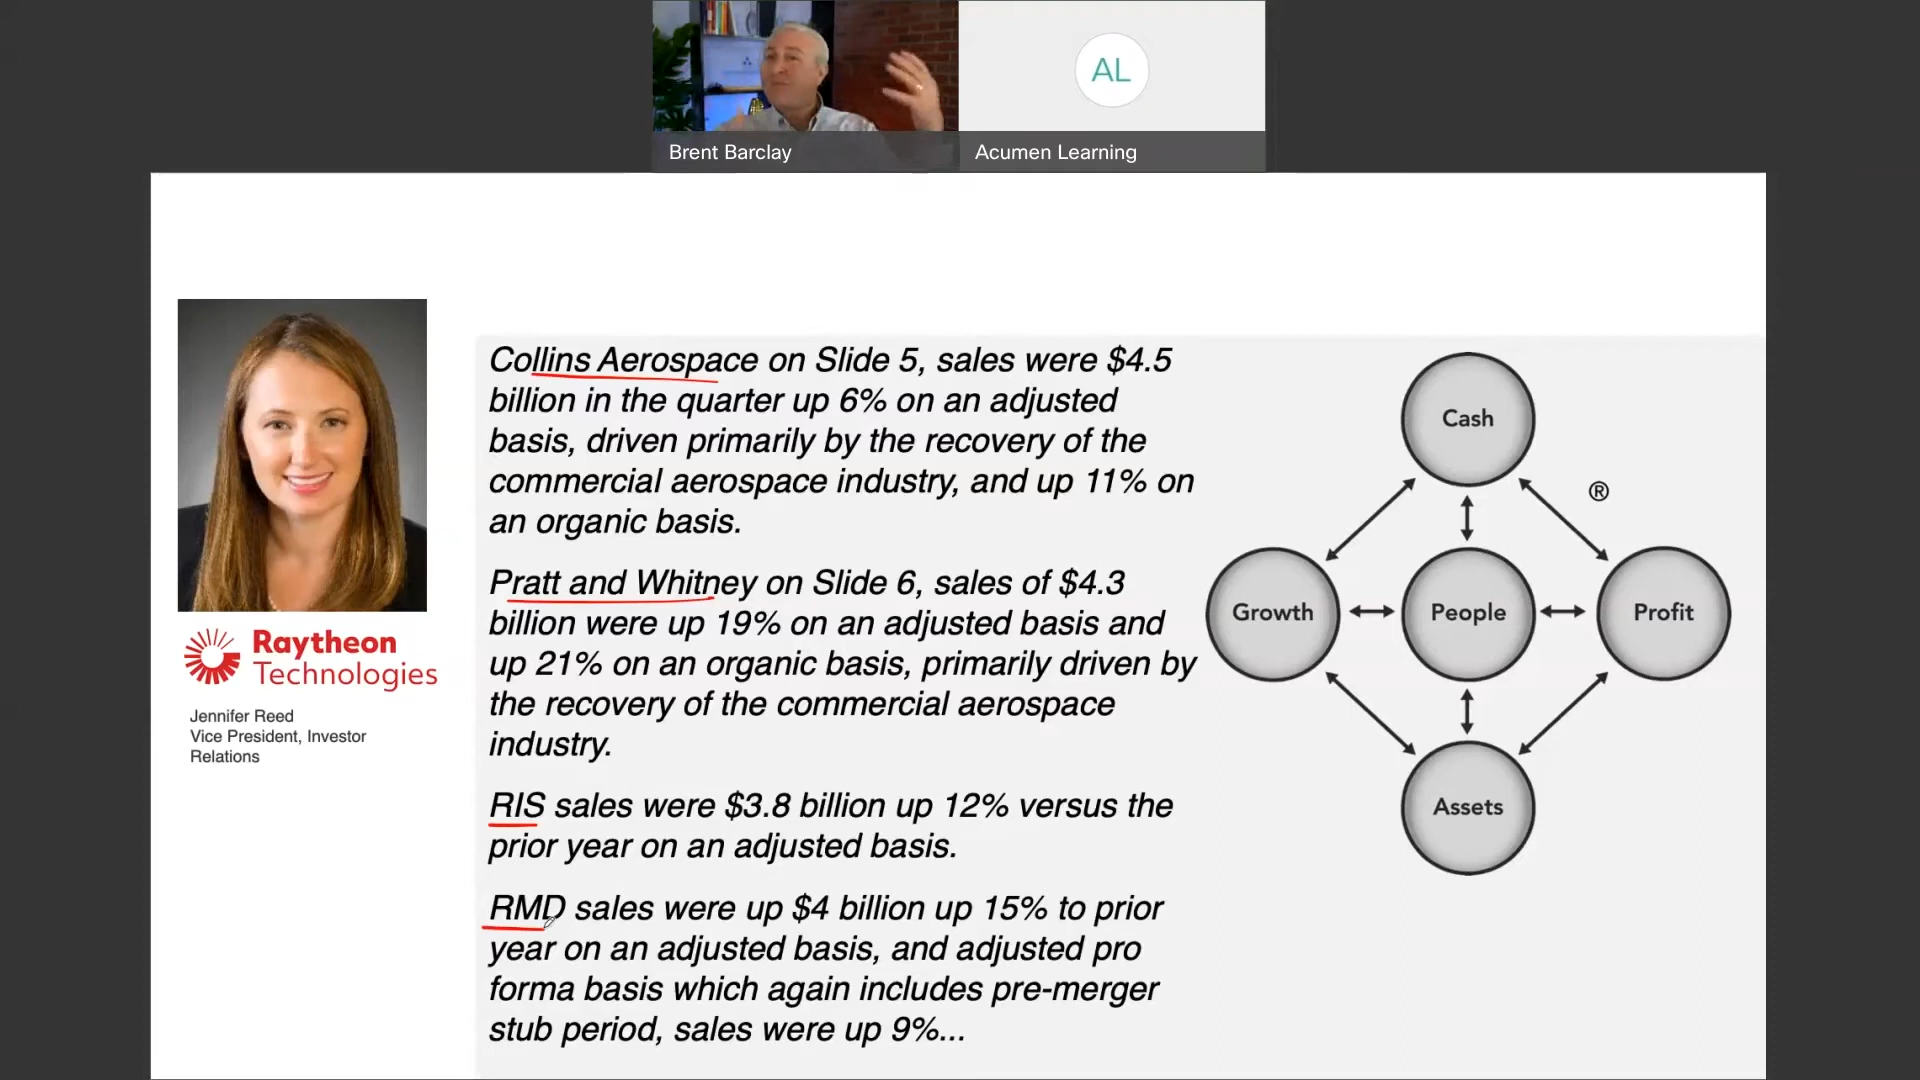 AL
Brent Barclay
Acumen Learning
Raytheon
Technologies
Jennifer Reed
Vice President, Investor
Relations
Collins Aerospace on Slide 5, sales were $4.5
billion in the quarter up 6% on an adjusted
basis, driven primarily by the recovery of the
commercial aerospace industry, and up 11% on
an organic basis.
Pratt and Whitney on Slide 6, sales of $4.3
billion were up 19% on an adjusted basis and
up 21% on an organic basis, primarily driven by
the recovery of the commercial aerospace
industry.
RIS sales were $3.8 billion up 12% versus the
prior year on an adjusted basis.
RMD sales were up $4 billion up 15% to prior
year on an adjusted basis, and adjusted pro
forma basis which again includes pre-merger
stub period, sales were up 9%...
Cash
®
Growth
People
Profit
Assets